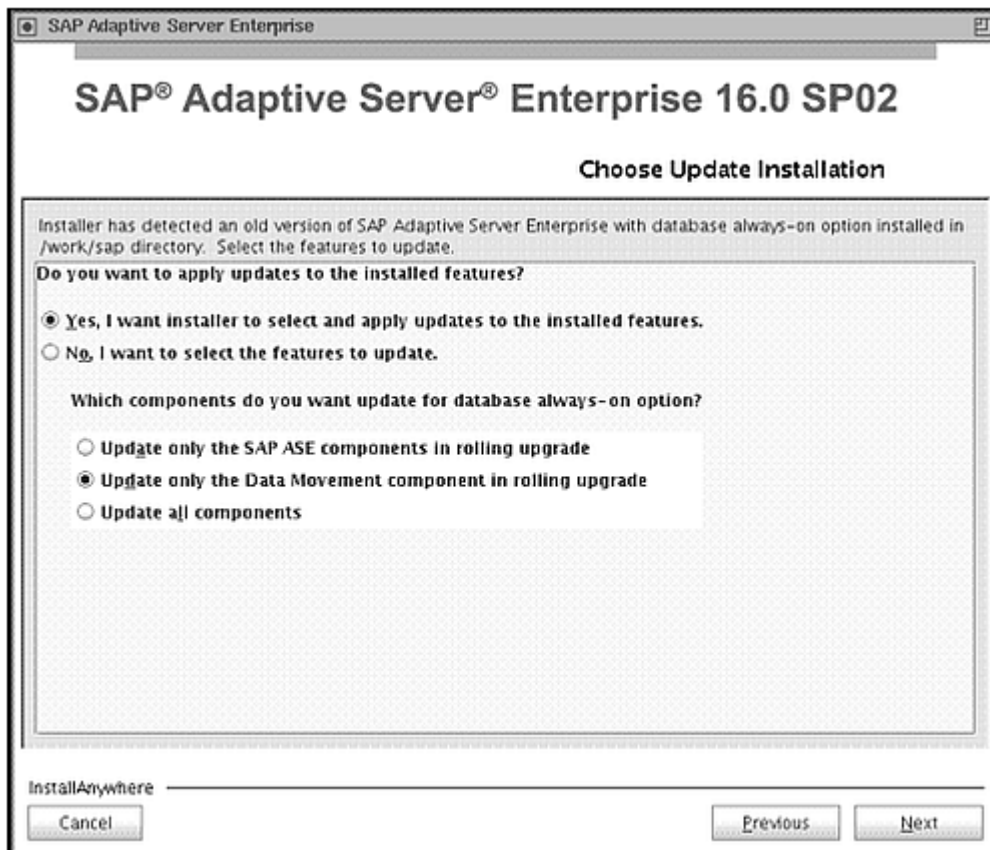 SAP Adaptive Server Enterprise
SAP® Adaptive Server® Enterprise 16.0 SP02
Choose Update Installation
Installer has detected an old version of SAP Adaptive Server Enterprise with database always-on option installed in
/work/sap directory. Select the features to update.
Do you want to apply updates to the installed features?
Yes, I want installer to select and apply updates to the installed features.
No, I want to select the features to update.
Which components do you want update for database always-on option?
Update only the SAP ASE components in rolling upgrade
Update only the Data Movement component in rolling upgrade
Update all components
InstallAnywhere
Cancel
Previous
Next